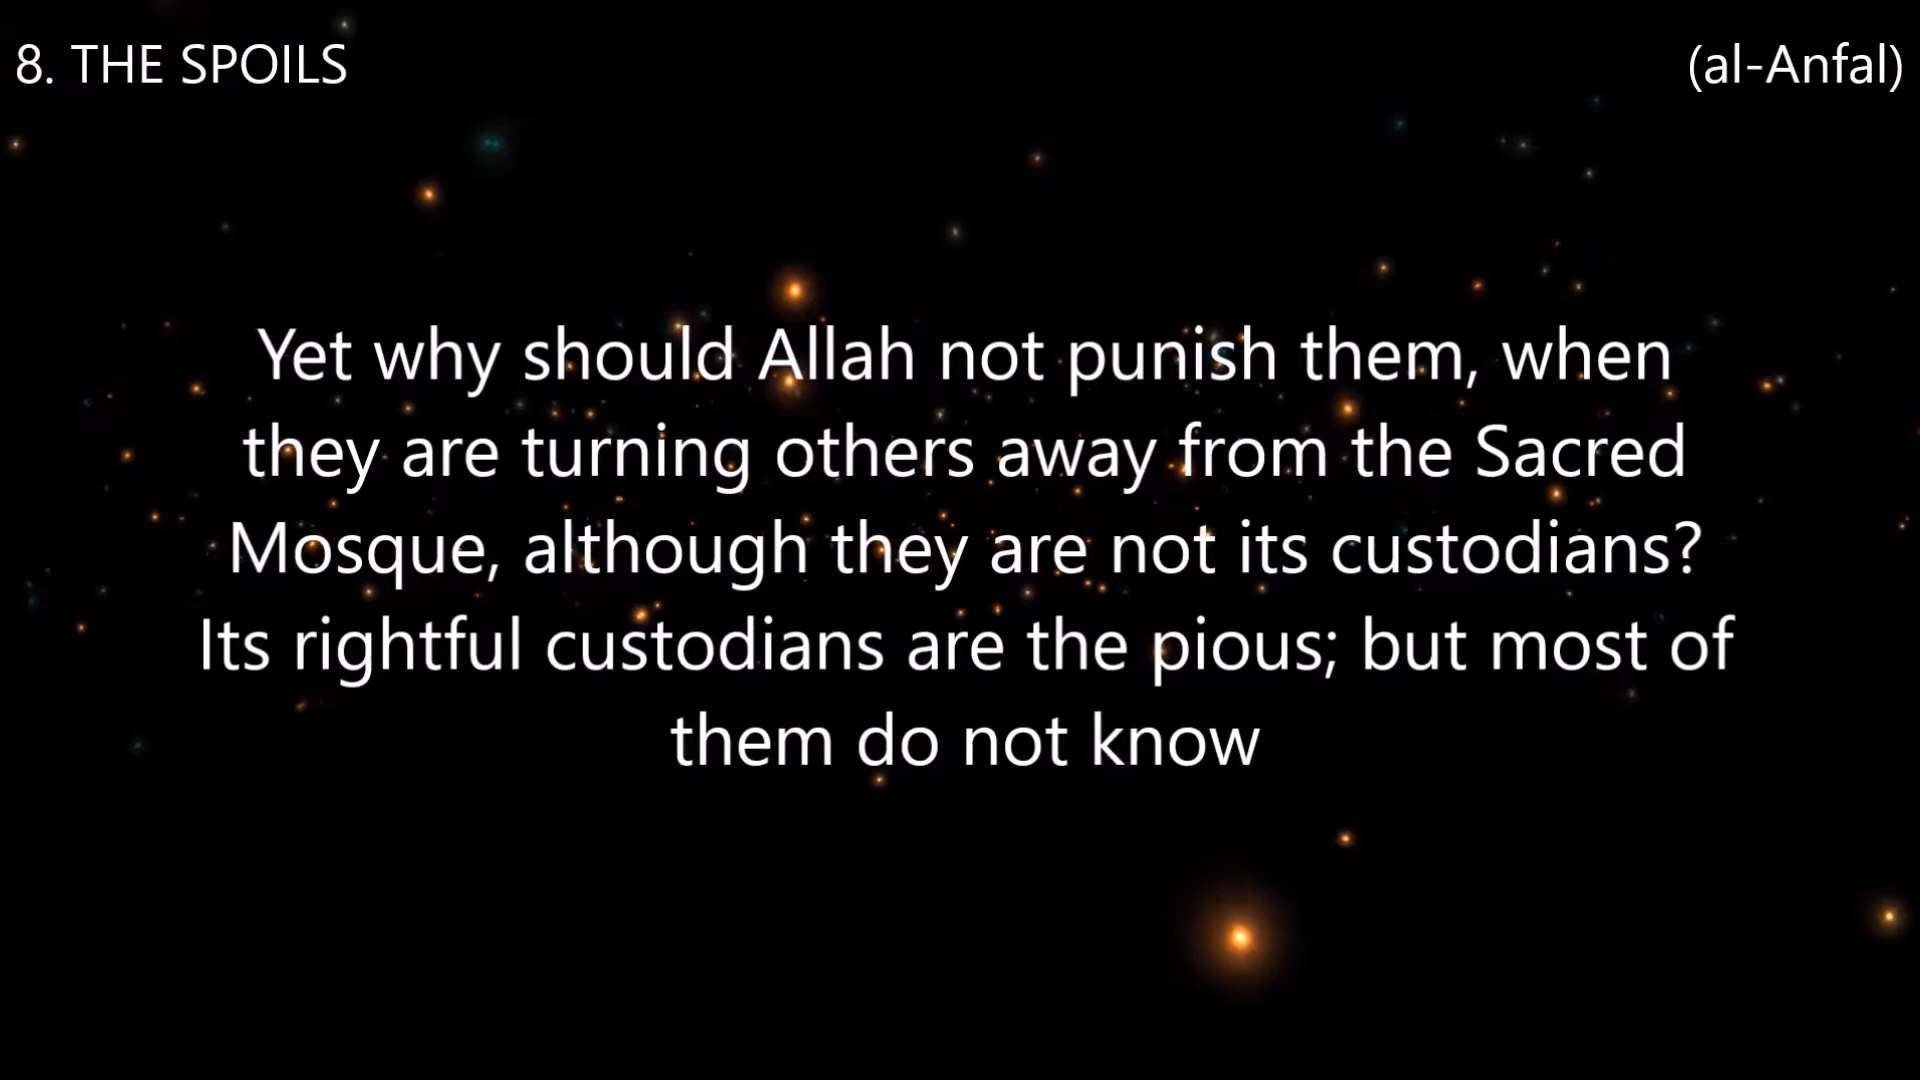 8. THE SPOILS
(al-Anfal)
Yet why should Allah not punish them, when
they are turning others away from the Sacred
Mosque, although they are not its custodians?
Its rightful custodians are the pious; but most of
them do not know